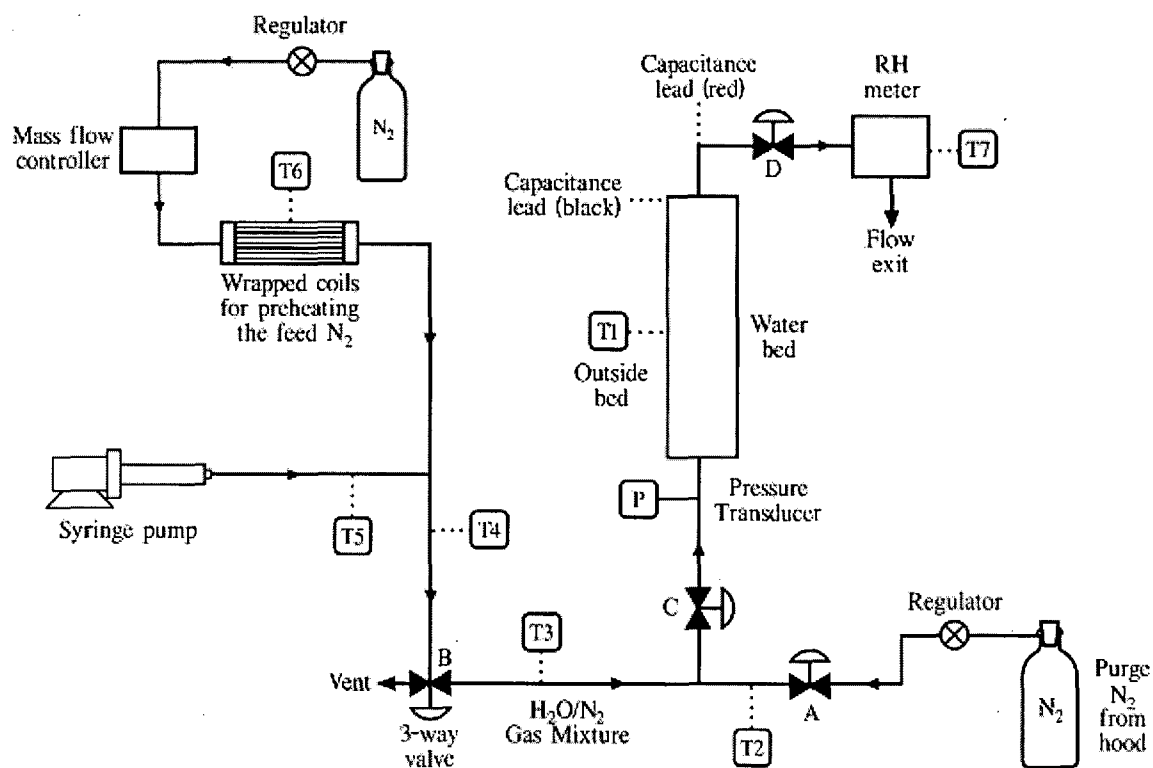 Regulator
N2
Mass flow
controller
T6
Wrapped coils
for preheating
the feed N2
Syringe pump
T5
T4
Vent
B
3-way
valve
T3
H2O/N2
Gas Mixture
Capacitance
lead (red)
Capacitance
lead (black)
D
RH
meter
T7
Flow
exit
T1
Outside
bed
Water
bed
P
Pressure
Transducer
C
T2
A
Regulator
N2
Purge
N2
from
hood